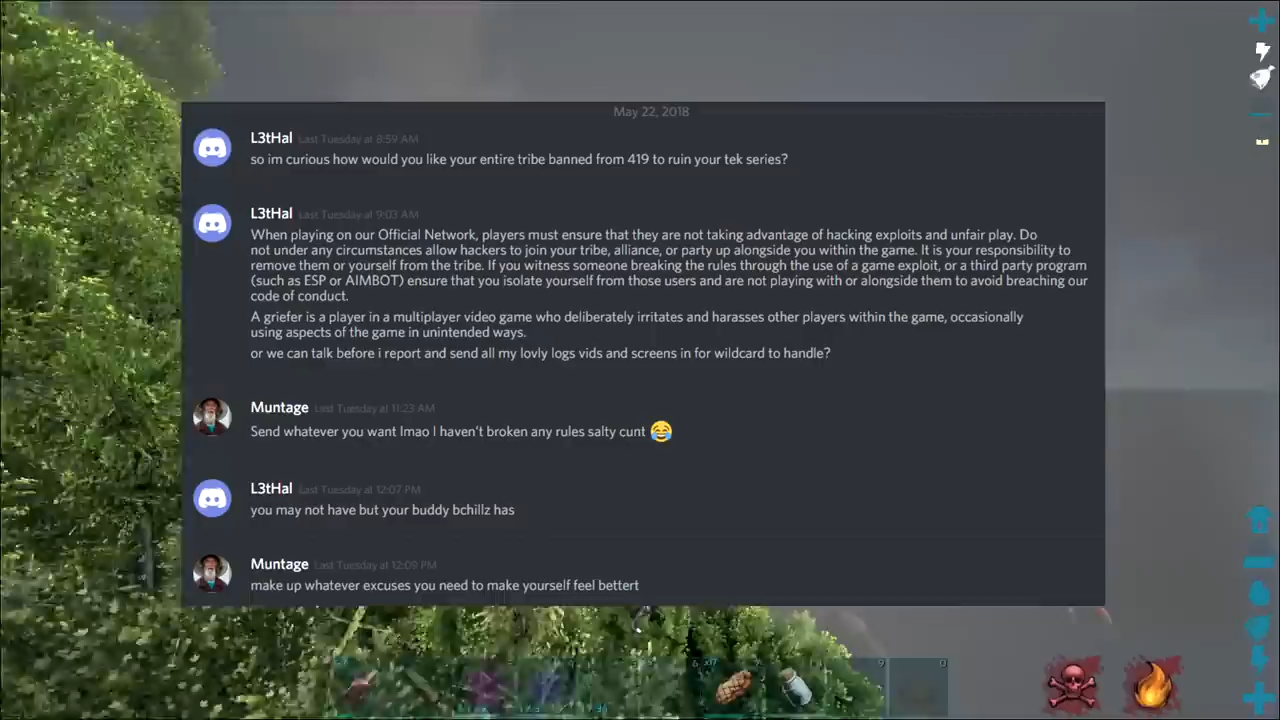 May 22, 2018
L3tHal Last Tuesday at 8:59 AM
so im curious how would you like your entire tribe banned from 419 to ruin your tek series?
L3tHal Last Tuesday at 9:03 AM
When playing on our Official Network, players must ensure that they are not taking advantage of hacking exploits and unfair play. Do
not under any circumstances allow hackers to join your tribe, alliance, or party up alongside you within the game. It is your responsibility to
remove them or yourself from the tribe. If you witness someone breaking the rules through the use of a game exploit, or a third party program
(such as ESP or AIMBOT) ensure that you isolate yourself from those users and are not playing with or alongside them to avoid breaching our
code of conduct.
A griefer is a player in a multiplayer video game who deliberately irritates and harasses other players within the game, occasionally
using aspects of the game in unintended ways.
or we can talk before i report and send all my lovly logs vids and screens in for wildcard to handle?
Muntage Last Tuesday at 11:23 AM
Send whatever you want lmao I haven't broken any rules salty cunt 😂
L3tHal Last Tuesday at 12:07 PM
you may not have but your buddy bchillz has
Muntage Last Tuesday at 12:09 PM
make up whatever excuses you need to make yourself feel bettert
6 x17 9 0